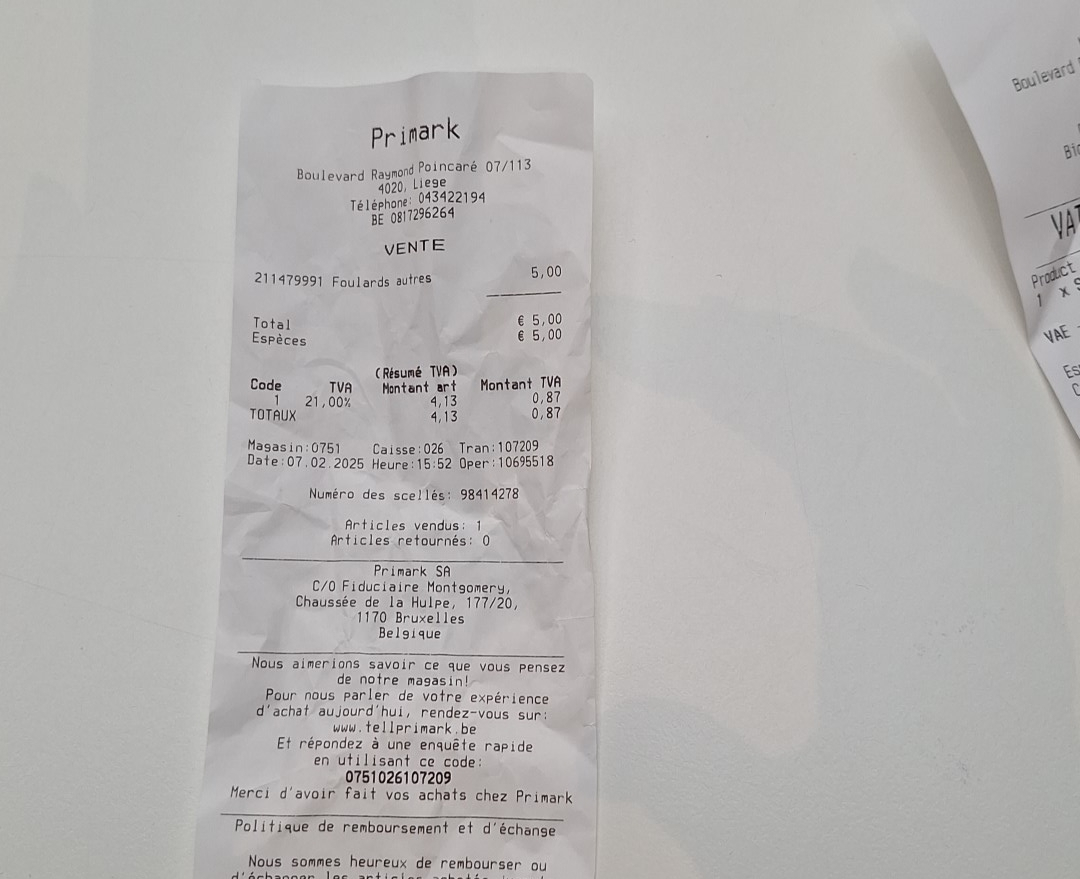 Primark
Boulevard Raymond Poincaré 07/113
4020, Liege
Téléphone: 043422194
BE 0817296264
VENTE
211479991 Foulards autres 5,00
Total € 5,00
Espèces € 5,00
(Résumé TVA)
Code TVA Montant art Montant TVA
1 21,00% 4,13 0,87
TOTAUX 4,13 0,87
Magasin:0751 Caisse:026 Tran:107209
Date:07.02.2025 Heure:15:52 Oper:10695518
Numéro des scellés: 98414278
Articles vendus: 1
Articles retournés: 0
Primark SA
C/O Fiduciaire Montgomery,
Chaussée de la Hulpe, 177/20,
1170 Bruxelles
Belgique
Nous aimerions savoir ce que vous pensez
de notre magasin!
Pour nous parler de votre expérience
d'achat aujourd'hui, rendez-vous sur:
www.tellprimark.be
Et répondez à une enquête rapide
en utilisant ce code:
0751026107209
Merci d'avoir fait vos achats chez Primark
Politique de remboursement et d'échange
Nous sommes heureux de rembourser ou
d'échanger les articles
Boulevard
VAT
Product
1 x S
VAE